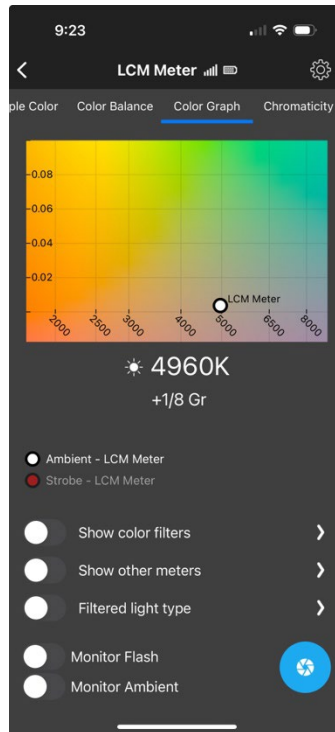 9:23
LCM Meter
ple Color Color Balance Color Graph Chromaticity
-0.08
-0.06
-0.04
-0.02
LCM Meter
2000 2500 3000 4000 5000 6500 8000
4960K
+1/8 Gr
Ambient - LCM Meter
Strobe - LCM Meter
Show color filters
Show other meters
Filtered light type
Monitor Flash
Monitor Ambient